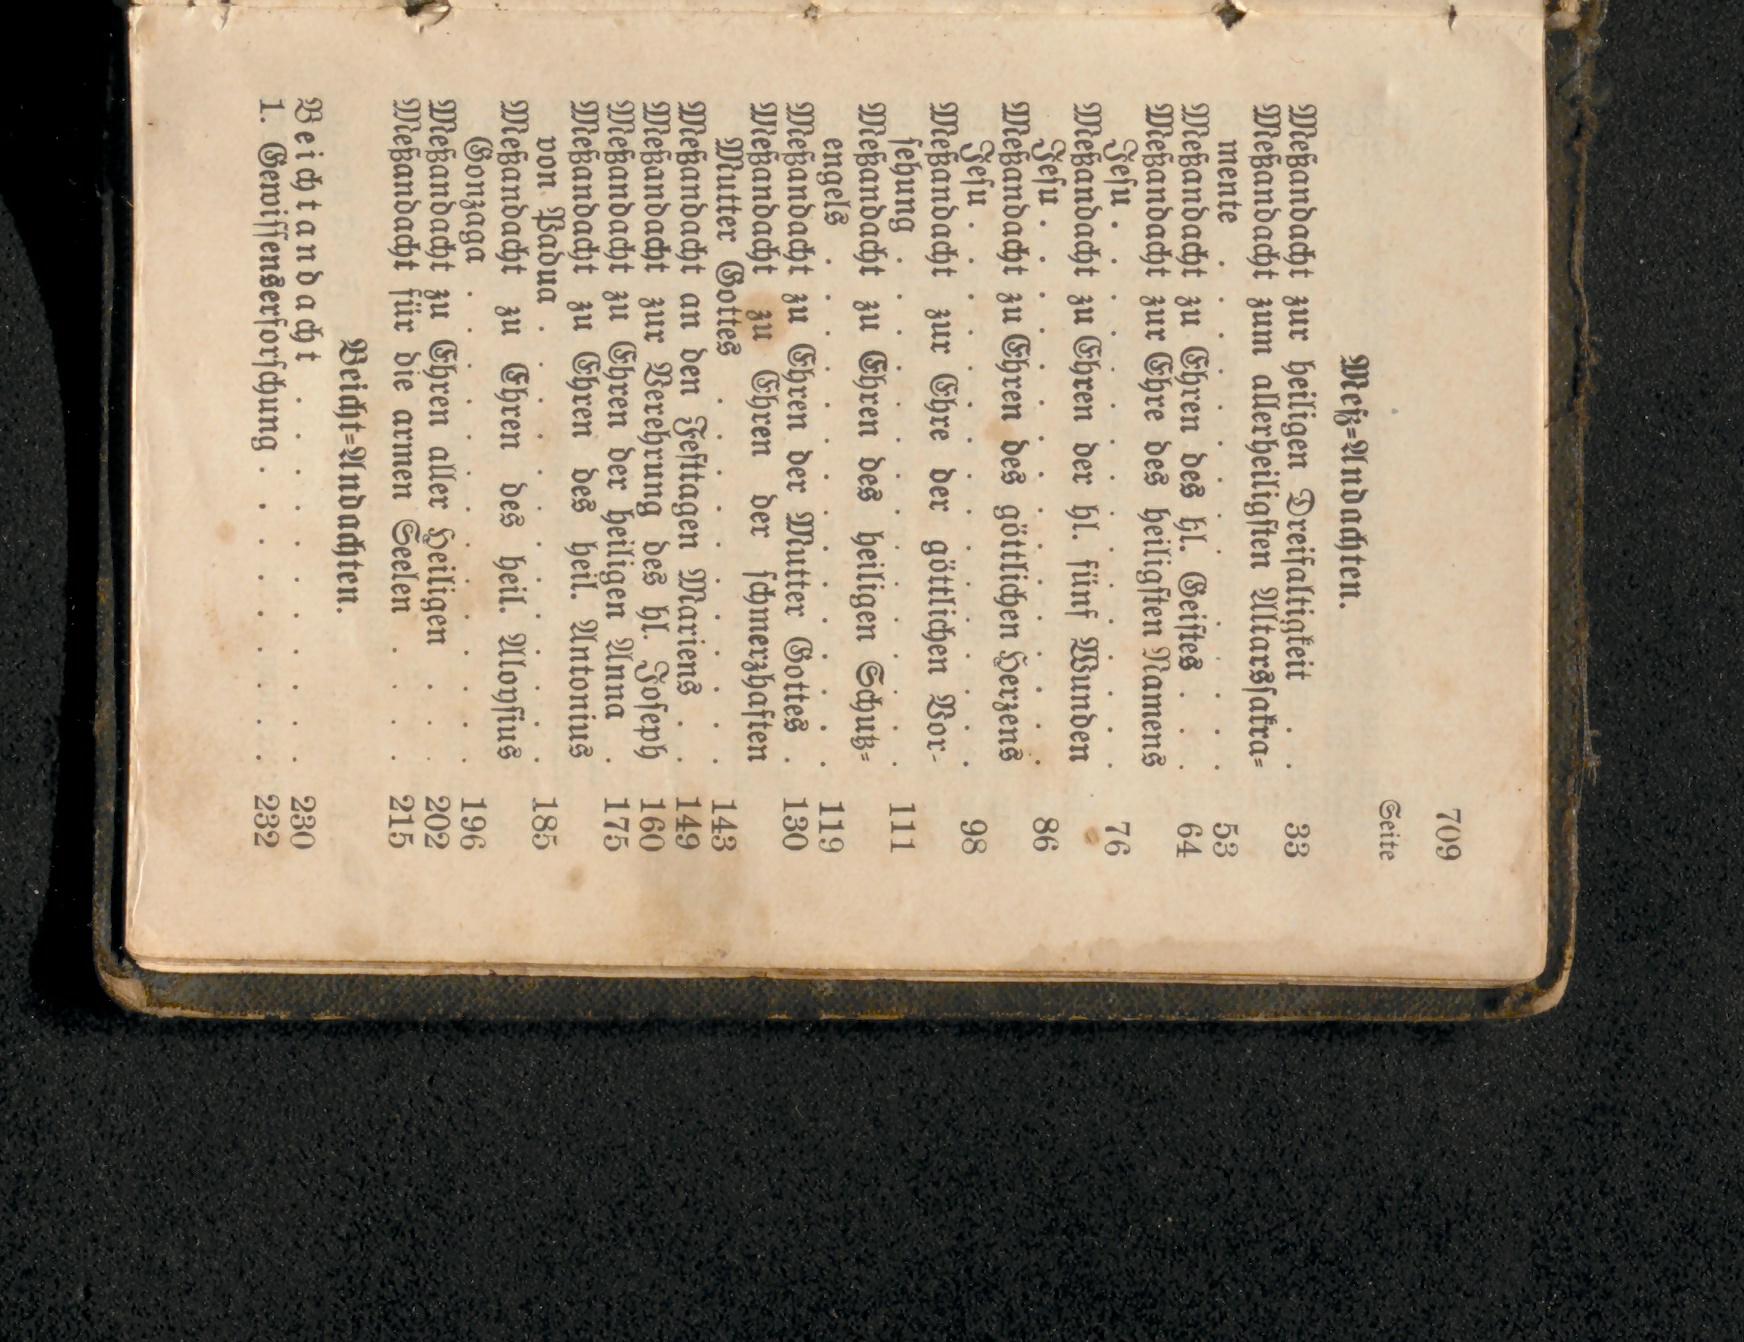 709
Seite
Meß=Andachten.
Meßandacht zur heiligen Dreifaltigkeit . . 33
Meßandacht zum allerheiligsten Altarssakra=
mente . . . . . . . . 53
Meßandacht zu Ehren des hl. Geistes . . 64
Meßandacht zur Ehre des heiligsten Namens
Jesu . . . . . . . . 76
Meßandacht zu Ehren der hl. fünf Wunden
Jesu . . . . . . . . 86
Meßandacht zu Ehren des göttlichen Herzens
Jesu . . . . . . . . 98
Meßandacht zur Ehre der göttlichen Vor-
sehung . . . . . . . . 111
Meßandacht zu Ehren des heiligen Schutz=
engels . . . . . . . . 119
Meßandacht zu Ehren der Mutter Gottes . 130
Meßandacht zu Ehren der schmerzhaften
Mutter Gottes . . . . . . 143
Meßandacht an den Festtagen Mariens . . 149
Meßandacht zur Verehrung des hl. Joseph 160
Meßandacht zu Ehren der heiligen Anna . 175
Meßandacht zu Ehren des heil. Antonius
von Padua . . . . . . . 185
Meßandacht zu Ehren des heil. Aloysius
Gonzaga . . . . . . . 196
Meßandacht zu Ehren aller Heiligen . . 202
Meßandacht für die armen Seelen . . . 215
Beicht=Andachten.
Beichtandacht . . . . . . 230
1. Gewissenserforschung . . . . . 232